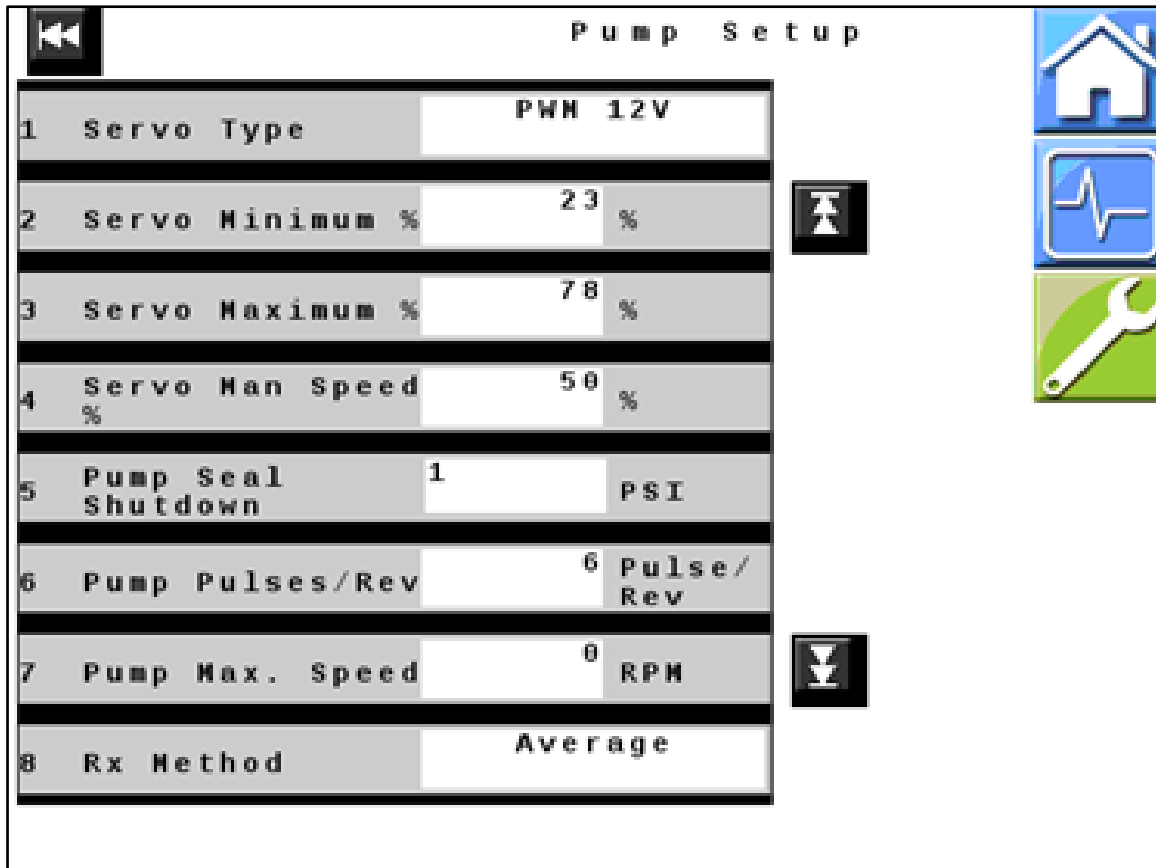 Pump Setup
1 Servo Type PWM 12V
2 Servo Minimum % 23 %
3 Servo Maximum % 78 %
4 Servo Man Speed % 50 %
5 Pump Seal Shutdown 1 PSI
6 Pump Pulses/Rev 6 Pulse/Rev
7 Pump Max. Speed 0 RPM
8 Rx Method Average